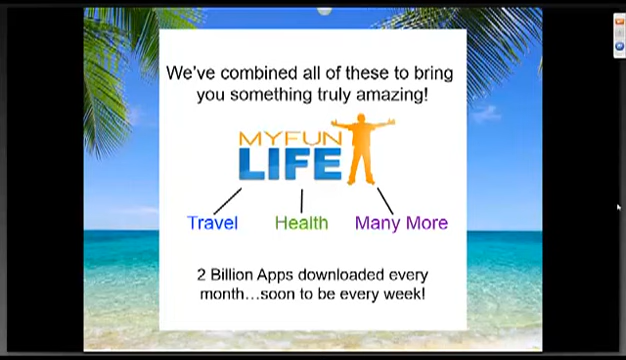 We've combined all of these to bring
you something truly amazing!
MYFUN
LIFE
Travel Health Many More
2 Billion Apps downloaded every
month...soon to be every week!